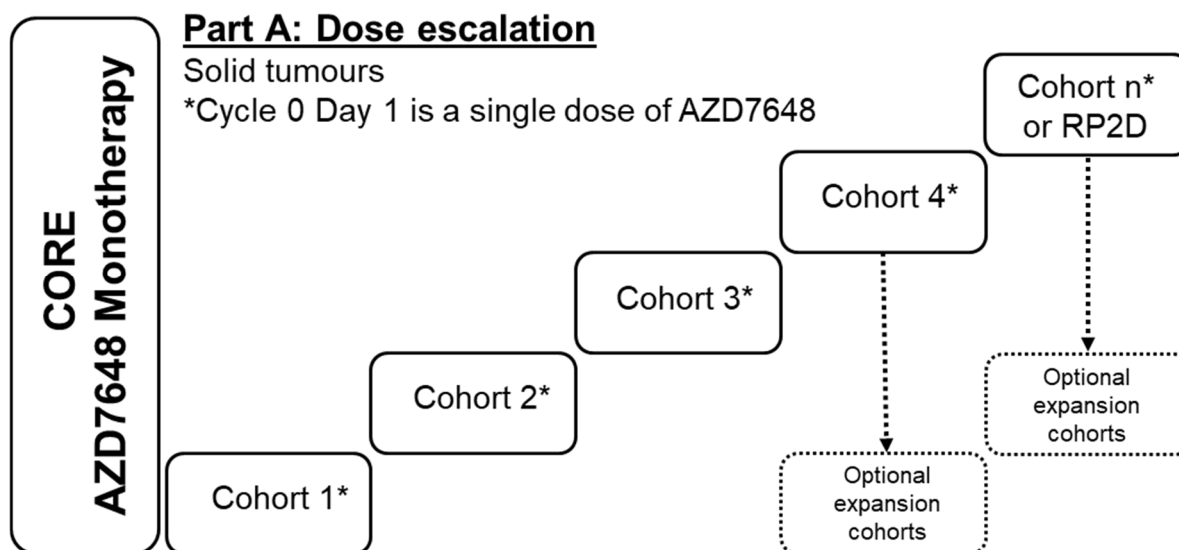 CORE
AZD7648 Monotherapy
Part A: Dose escalation
Solid tumours
*Cycle 0 Day 1 is a single dose of AZD7648
Cohort 1*
Cohort 2*
Cohort 3*
Cohort 4*
Cohort n*
or RP2D
Optional
expansion
cohorts
Optional
expansion
cohorts